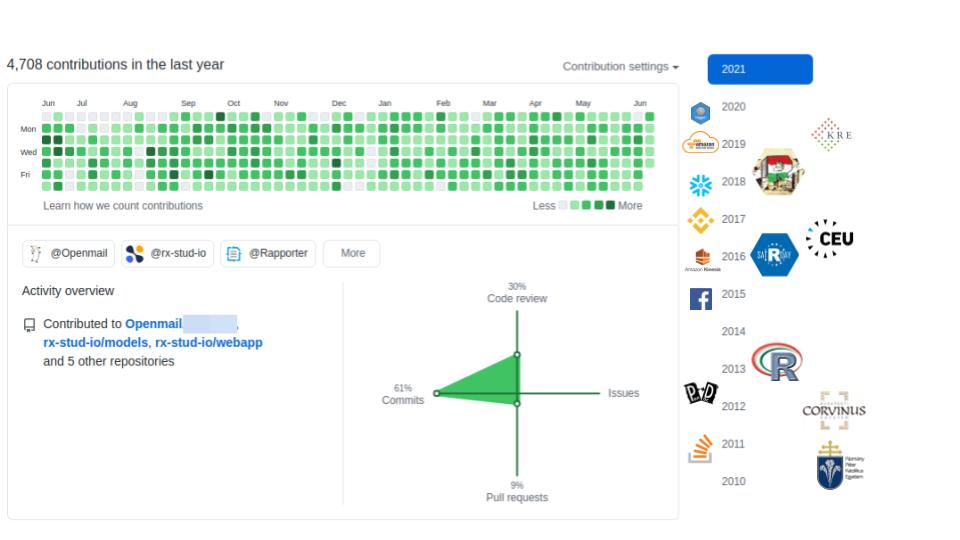 4,708 contributions in the last year
Contribution settings
2021
Jun Jul Aug Sep Oct Nov Dec Jan Feb Mar Apr May Jun
Mon
Wed
Fri
Learn how we count contributions
Less More
@Openmail @rx-stud-io @Rapporter More
Activity overview
Contributed to Openmail ,
rx-stud-io/models, rx-stud-io/webapp
and 5 other repositories
30%
Code review
61%
Commits
Issues
9%
Pull requests
2020
2019
amazon
KRE
2018
2017
CEU
2016
Amazon Kinesis
R
2015
2014
2013
R
2012
CORVINUS
2011
Pázmány
Péter
Katolikus
Egyetem
2010